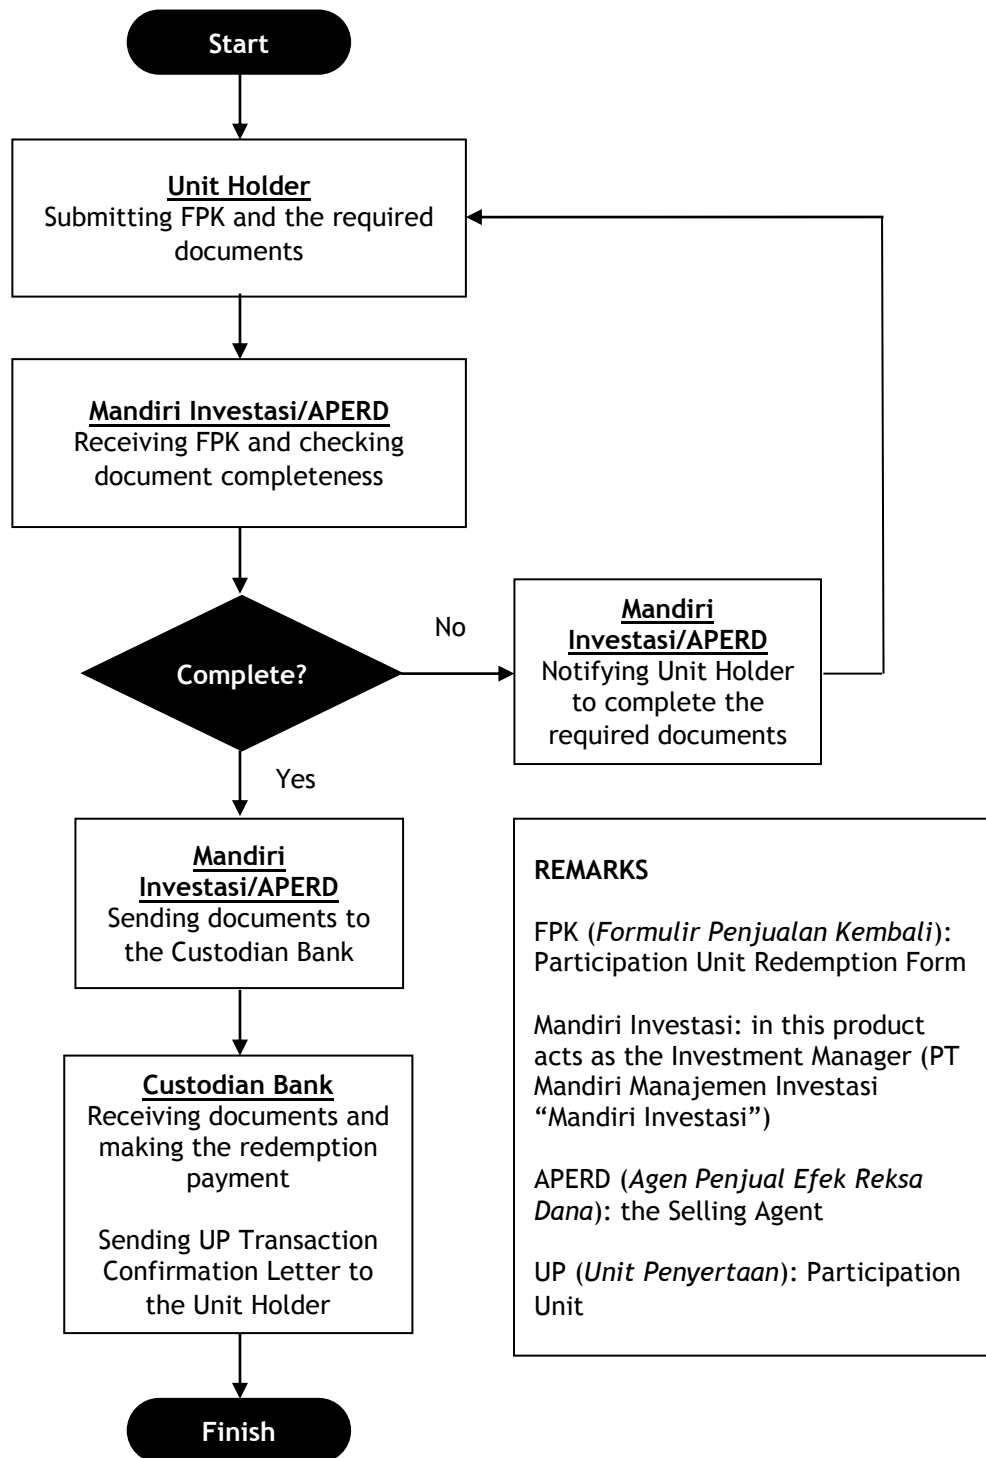 Start
Unit Holder
Submitting FPK and the required
documents
Mandiri Investasi/APERD
Receiving FPK and checking
document completeness
Complete?
No
Mandiri
Investasi/APERD
Notifying Unit Holder
to complete the
required documents
Yes
Mandiri
Investasi/APERD
Sending documents to
the Custodian Bank
Custodian Bank
Receiving documents and
making the redemption
payment
Sending UP Transaction
Confirmation Letter to
the Unit Holder
Finish
REMARKS
FPK (Formulir Penjualan Kembali):
Participation Unit Redemption Form
Mandiri Investasi: in this product
acts as the Investment Manager (PT
Mandiri Manajemen Investasi
“Mandiri Investasi”)
APERD (Agen Penjual Efek Reksa
Dana): the Selling Agent
UP (Unit Penyertaan): Participation
Unit